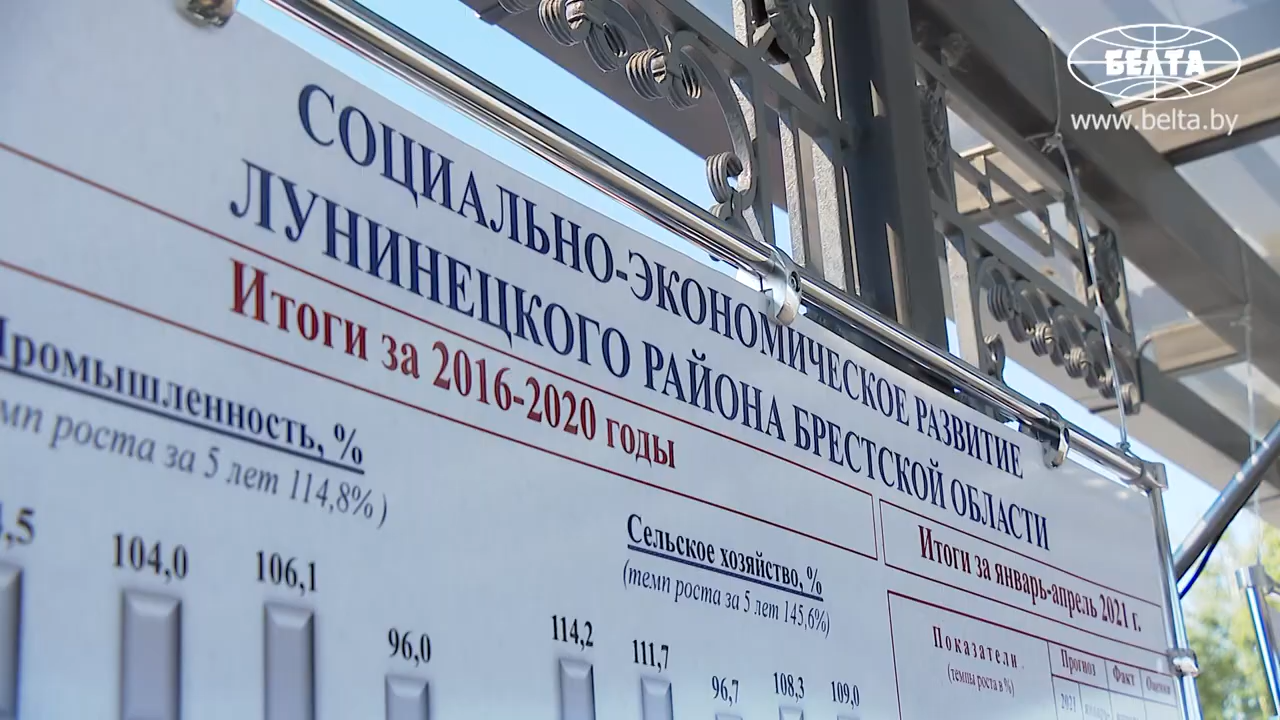 БЕЛТА
www.belta.by
СОЦИАЛЬНО-ЭКОНОМИЧЕСКОЕ РАЗВИТИЕ
ЛУНИНЕЦКОГО РАЙОНА БРЕСТСКОЙ ОБЛАСТИ
Итоги за 2016-2020 годы
Промышленность, %
роста за 5 лет 114,8%)
104,0
106,1
96,0
Сельское хозяйство, %
(темп роста за 5 лет 145,6%)
114,2
111,7
96,7
108,3
109,0
Итоги за январь-апрель 2021 г.
Показатели
(темпы роста в %)
Прогноз
Факт
Оценка
2021